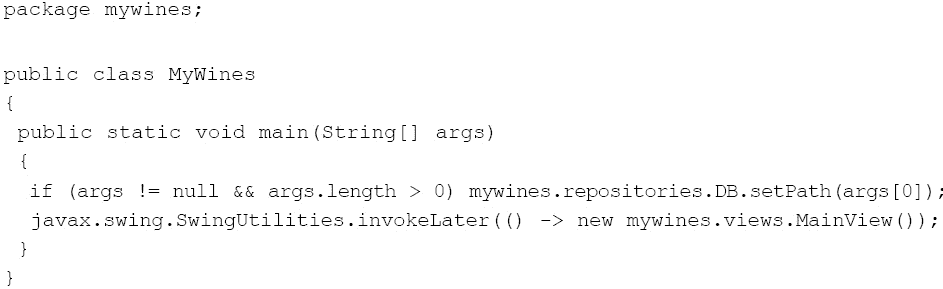 package mywines;
public class MyWines
{
public static void main(String[] args)
{
if (args != null && args.length > 0) mywines.repositories.DB.setPath(args[0]);
javax.swing.SwingUtilities.invokeLater(() -> new mywines.views.MainView());
}
}